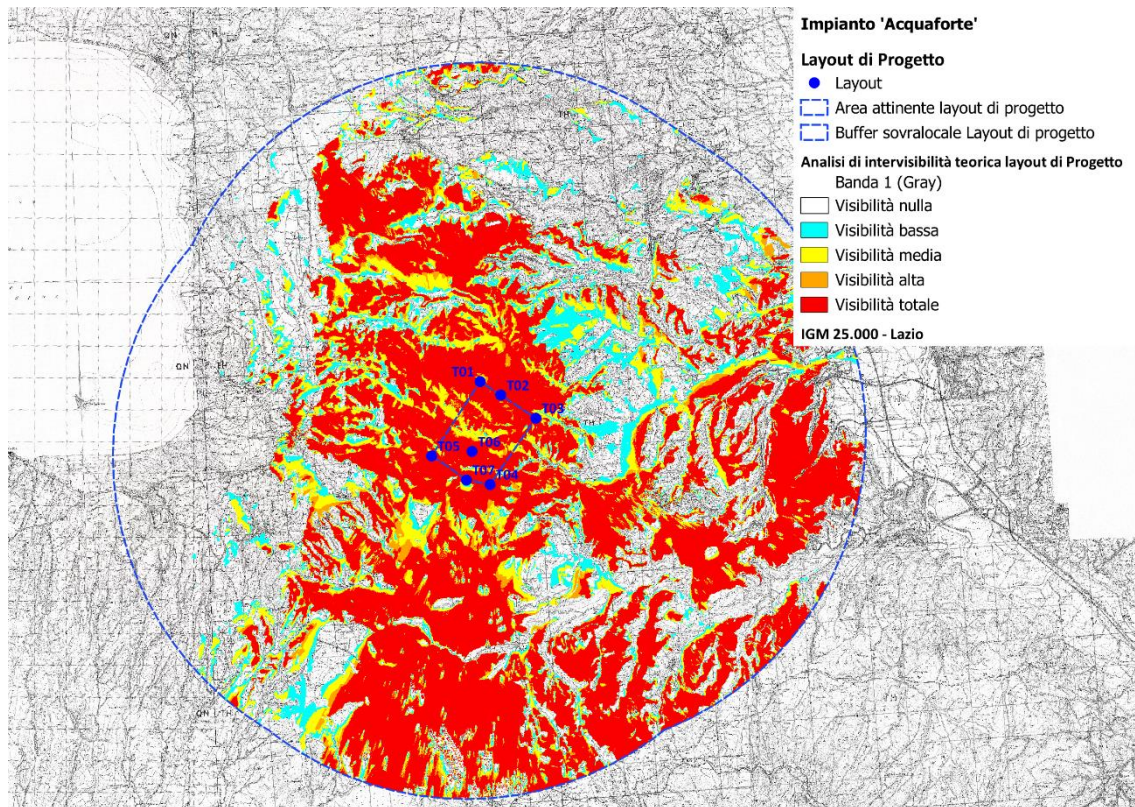 Impianto 'Acquaforte'
Layout di Progetto
Layout
Area attinente layout di progetto
Buffer sovralocale Layout di progetto
Analisi di intervisibilità teorica layout di Progetto
Banda 1 (Gray)
Visibilità nulla
Visibilità bassa
Visibilità media
Visibilità alta
Visibilità totale
IGM 25.000 - Lazio
T01
T02
T03
T06
T05
T07
T04